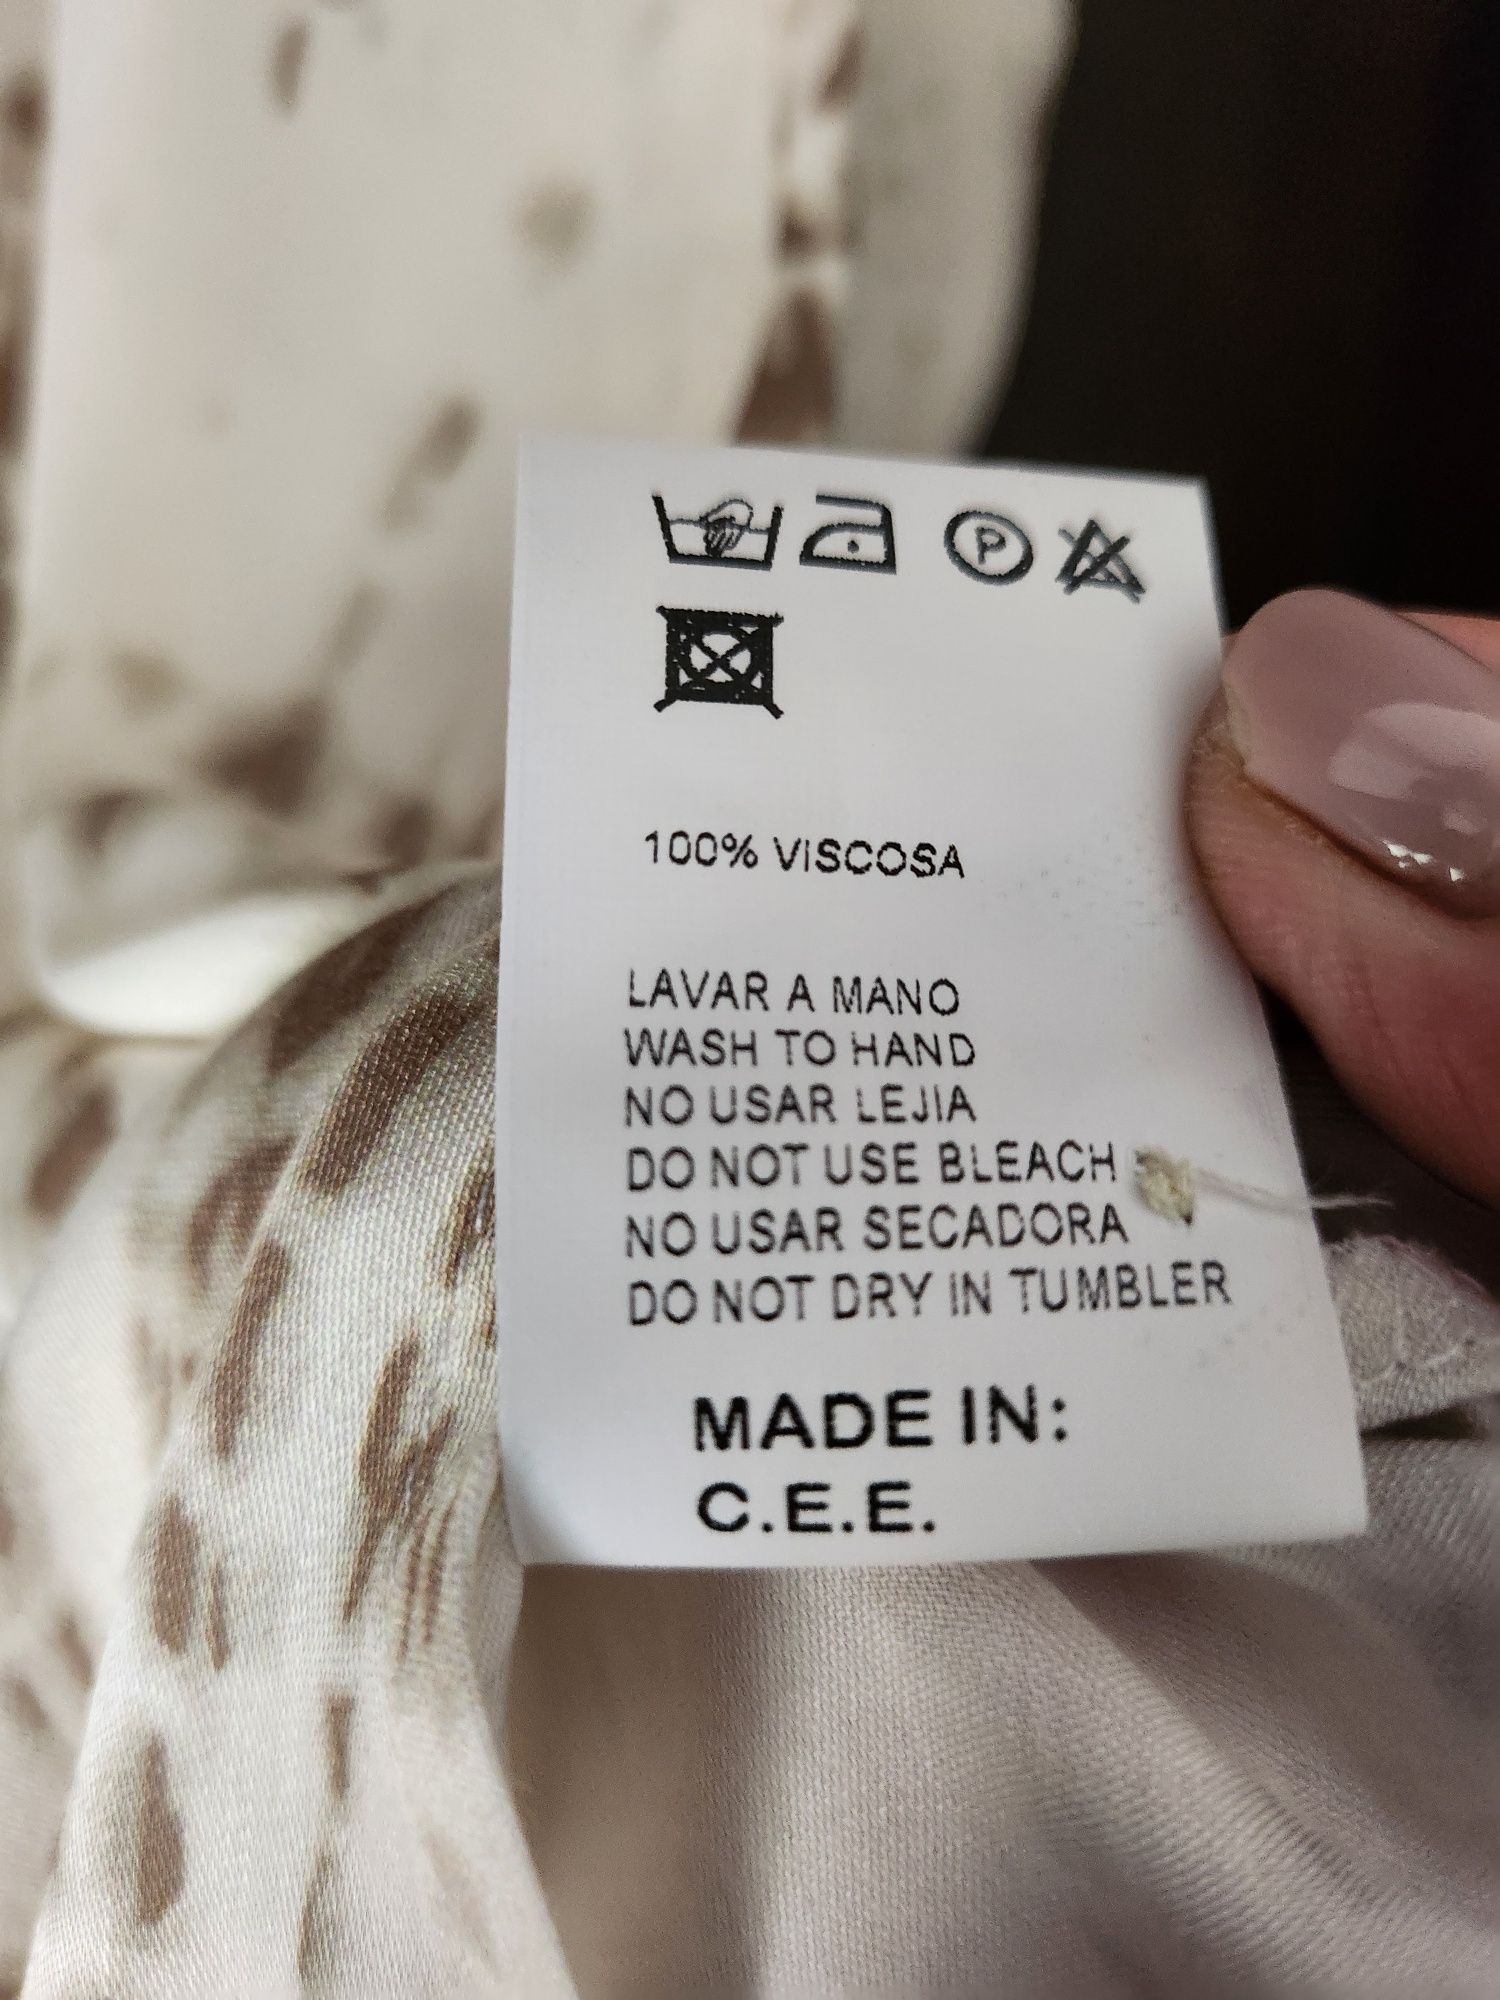 P
100% VISCOSA
LAVAR A MANO
WASH TO HAND
NO USAR LEJIA
DO NOT USE BLEACH
NO USAR SECADORA
DO NOT DRY IN TUMBLER
MADE IN:
C.E.E.